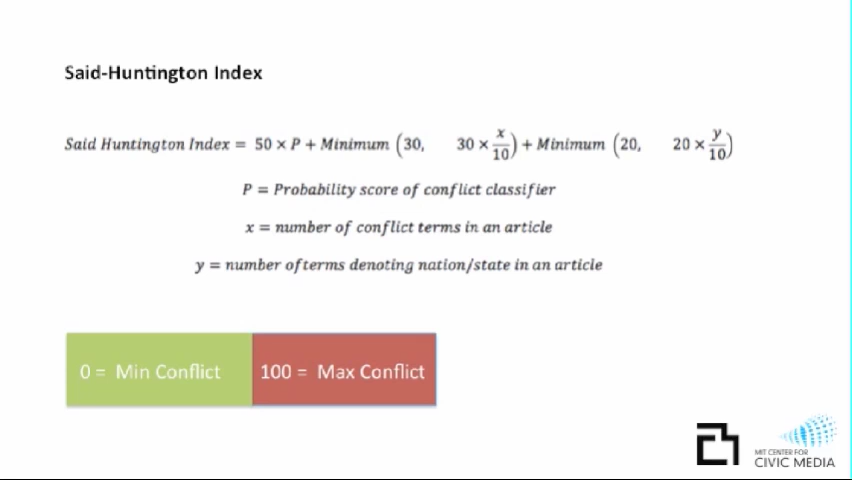 Said-Huntington Index
Said Huntington Index = 50 × P + Minimum (30, 30 × x/10) + Minimum (20, 20 × y/10)
P = Probability score of conflict classifier
x = number of conflict terms in an article
y = number ofterms denoting nation/state in an article
0 = Min Conflict 100 = Max Conflict
MIT CENTER FOR
CIVIC MEDIA